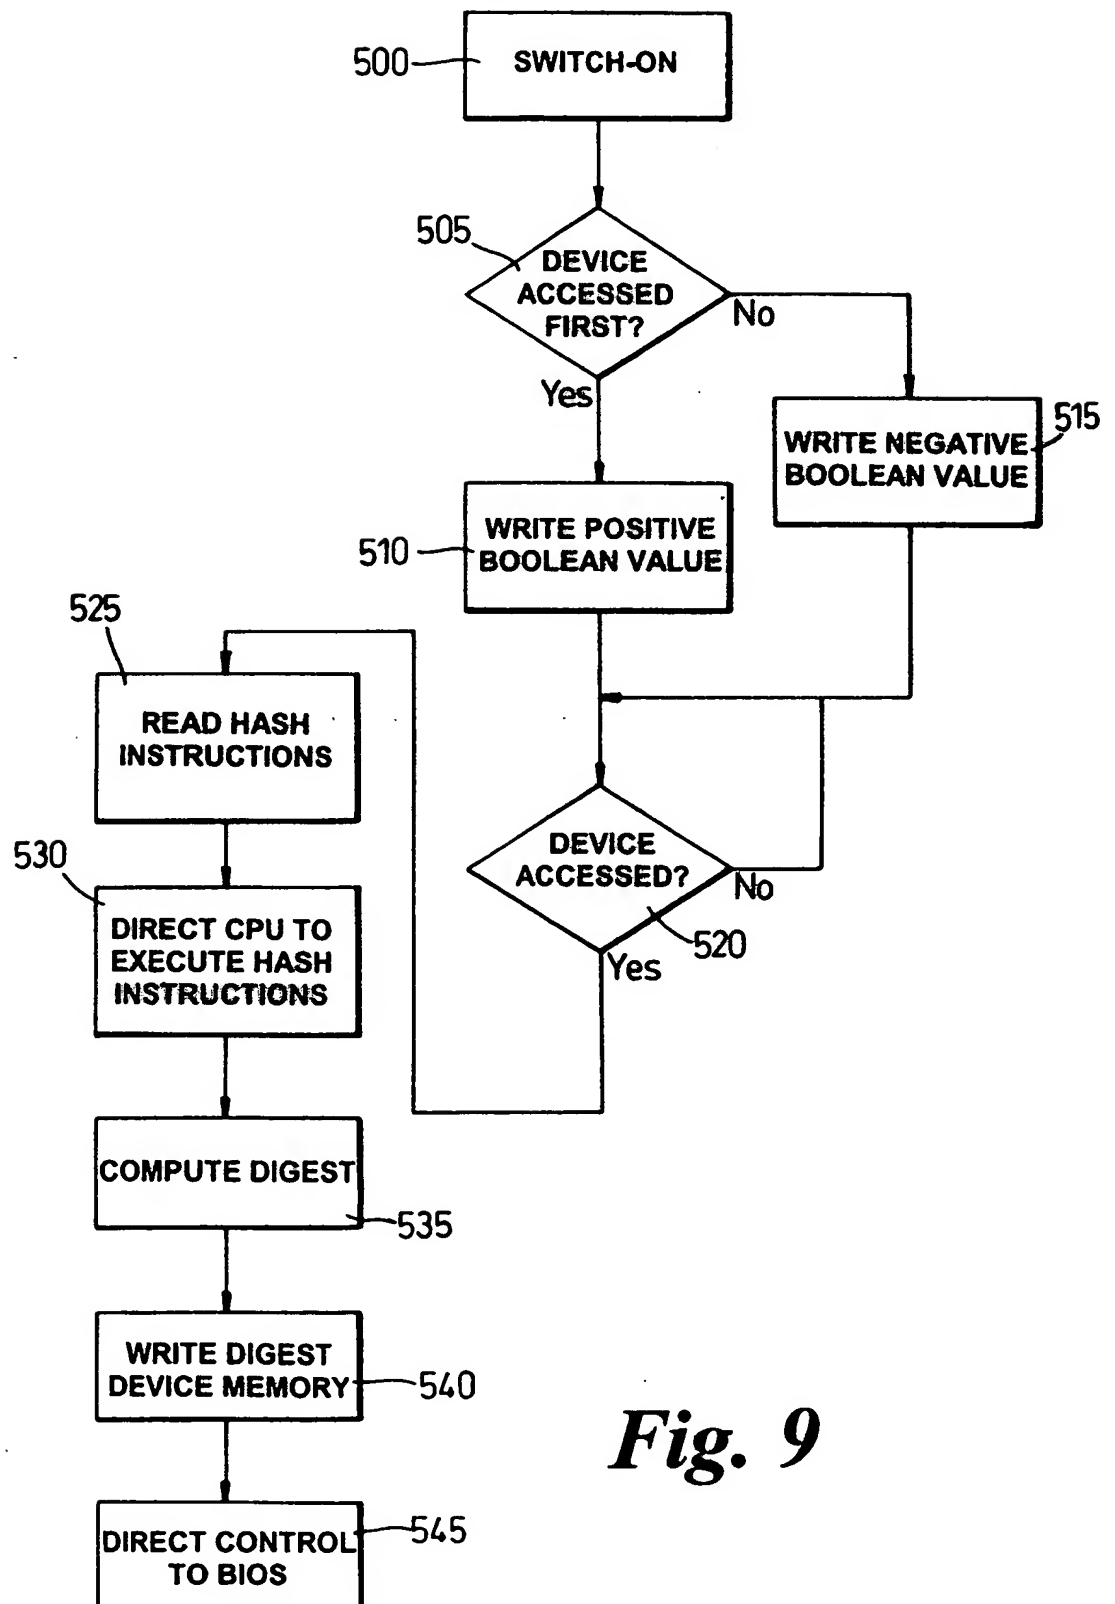 500
SWITCH-ON
505
DEVICE
ACCESSED
FIRST?
No
Yes
WRITE NEGATIVE
BOOLEAN VALUE
515
510
WRITE POSITIVE
BOOLEAN VALUE
525
READ HASH
INSTRUCTIONS
DEVICE
ACCESSED?
No
520
Yes
530
DIRECT CPU TO
EXECUTE HASH
INSTRUCTIONS
COMPUTE DIGEST
535
WRITE DIGEST
DEVICE MEMORY
540
DIRECT CONTROL
TO BIOS
545
Fig. 9